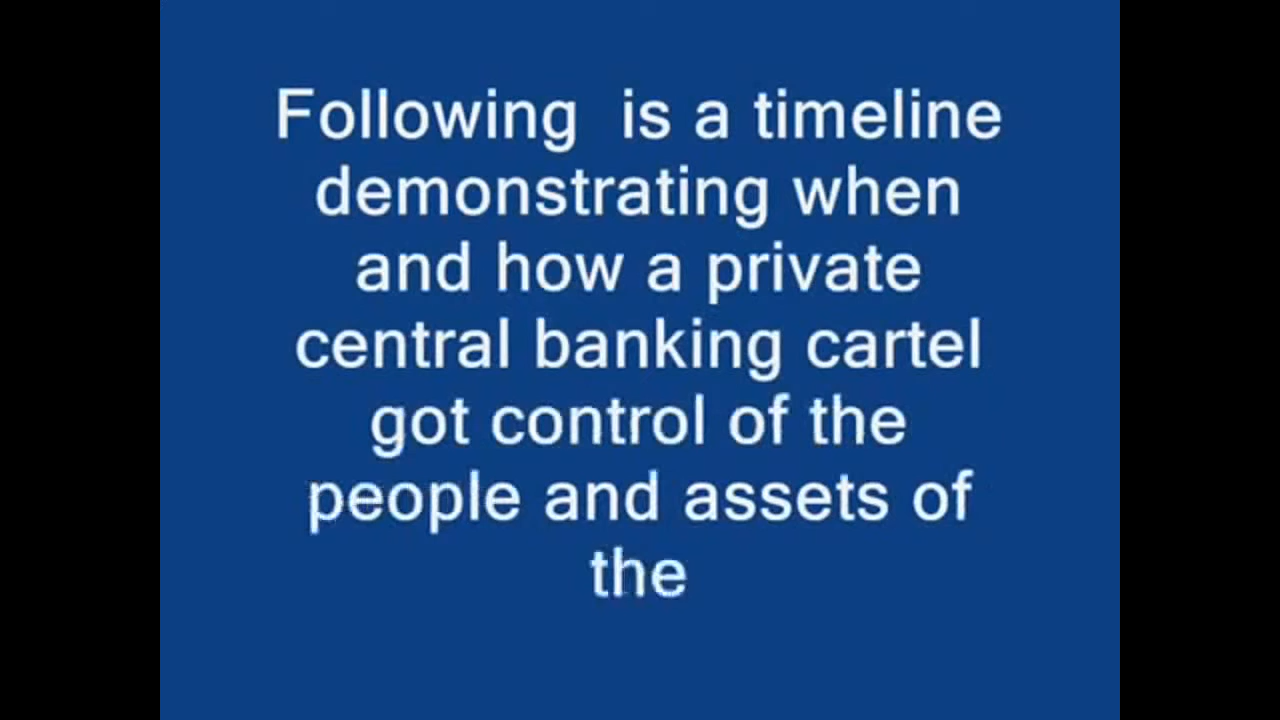 Following  is a timeline
demonstrating when
and how a private
central banking cartel
got control of the
people and assets of
the